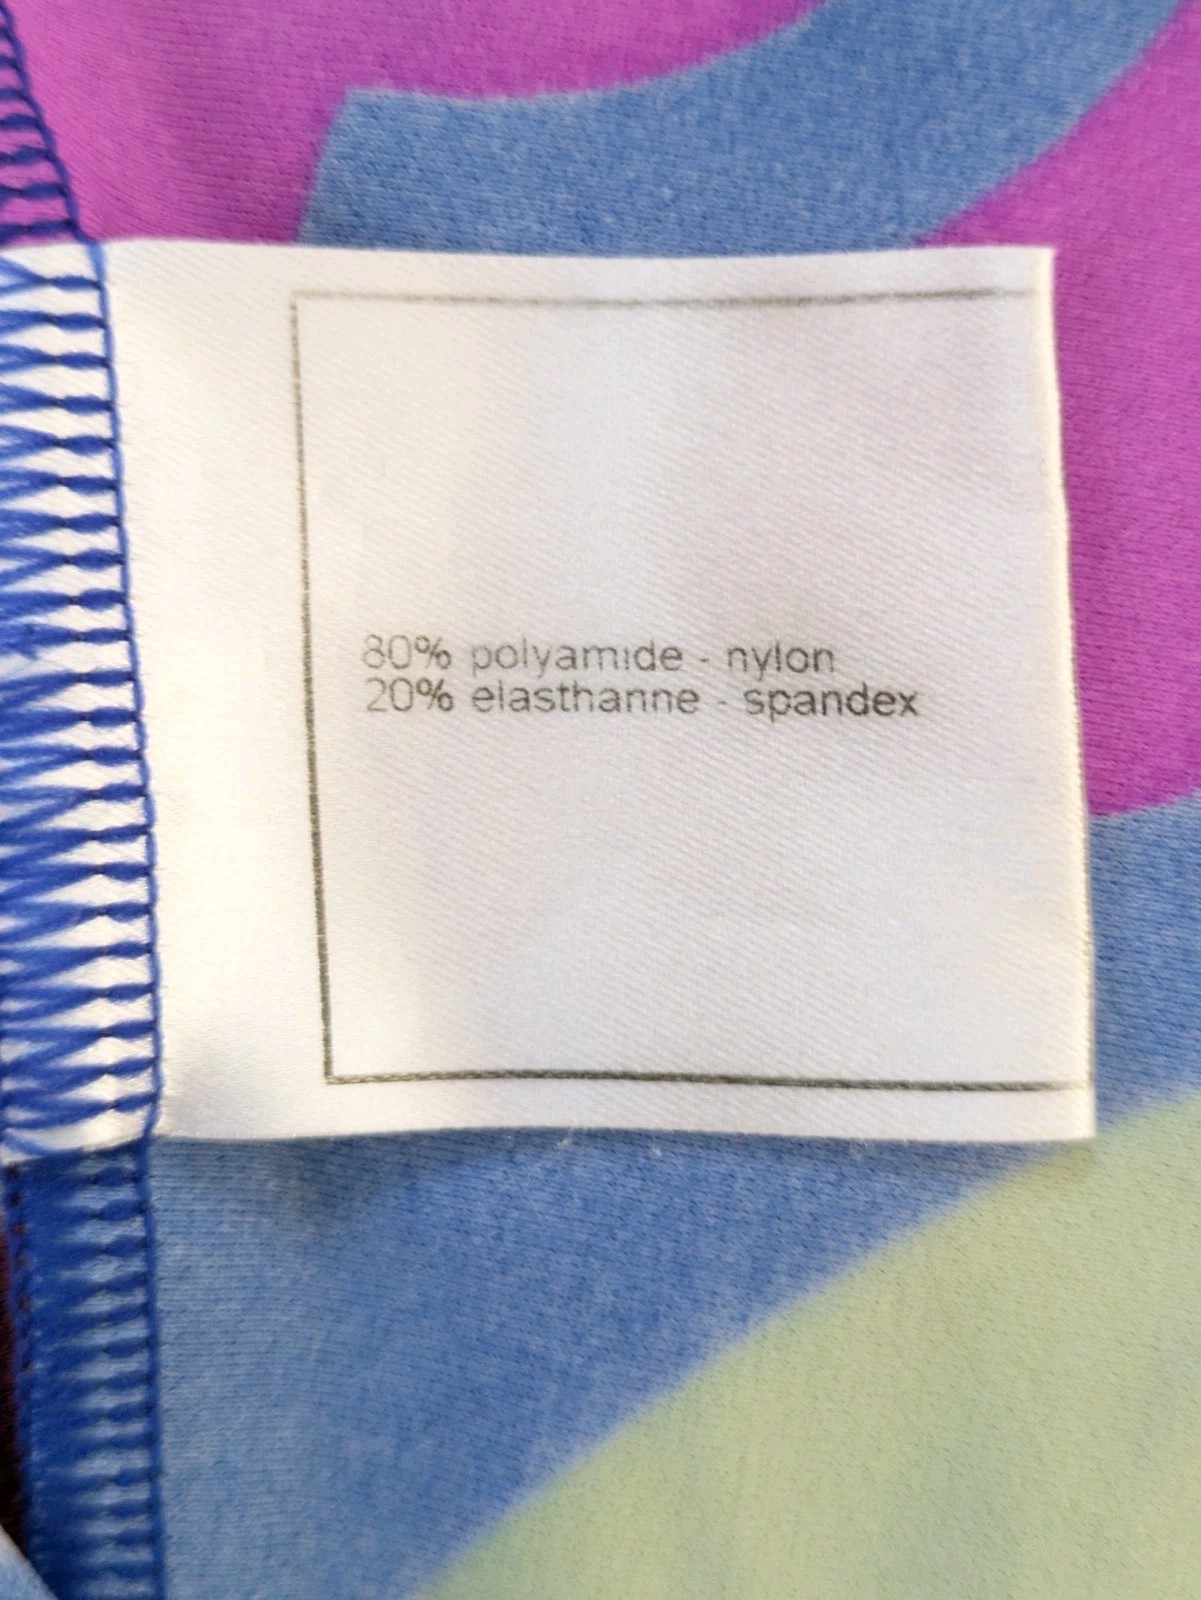 80% polyamide - nylon
20% elasthanne - spandex